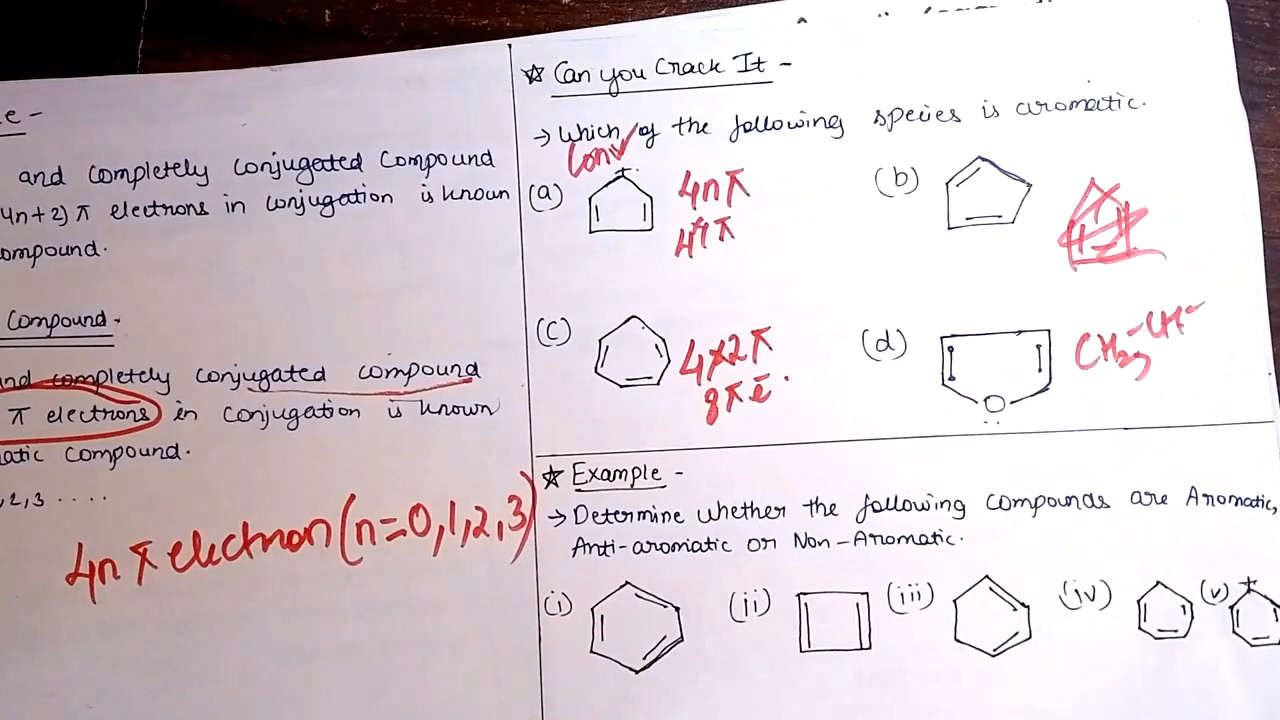 e -
and completely conjugated compound
4n+2) π electrons in conjugation is known
ompound.
Compound -
nd completely conjugated compound
π electrons in conjugation is known
atic compound.
,2,3 ....
4n π electron (n=0,1,2,3)
☆ Can you Crack It -
→ Which of the following species is aromatic.
Conv
(a) + 4nπ
π
(b)
(c) 4×2π
8πē.
(d) O
☆ Example -
→ Determine whether the following compounds are Aromatic,
Anti-aromatic or Non-Aromatic.
(i) (ii) (iii) (iv) (v) +